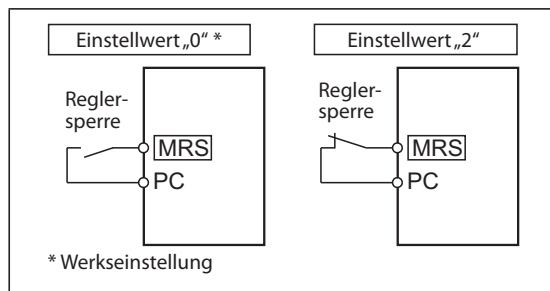 Einstellwert „0“ *
Regler-
sperre
MRS
PC
* Werkseinstellung
Einstellwert „2“
Regler-
sperre
MRS
PC